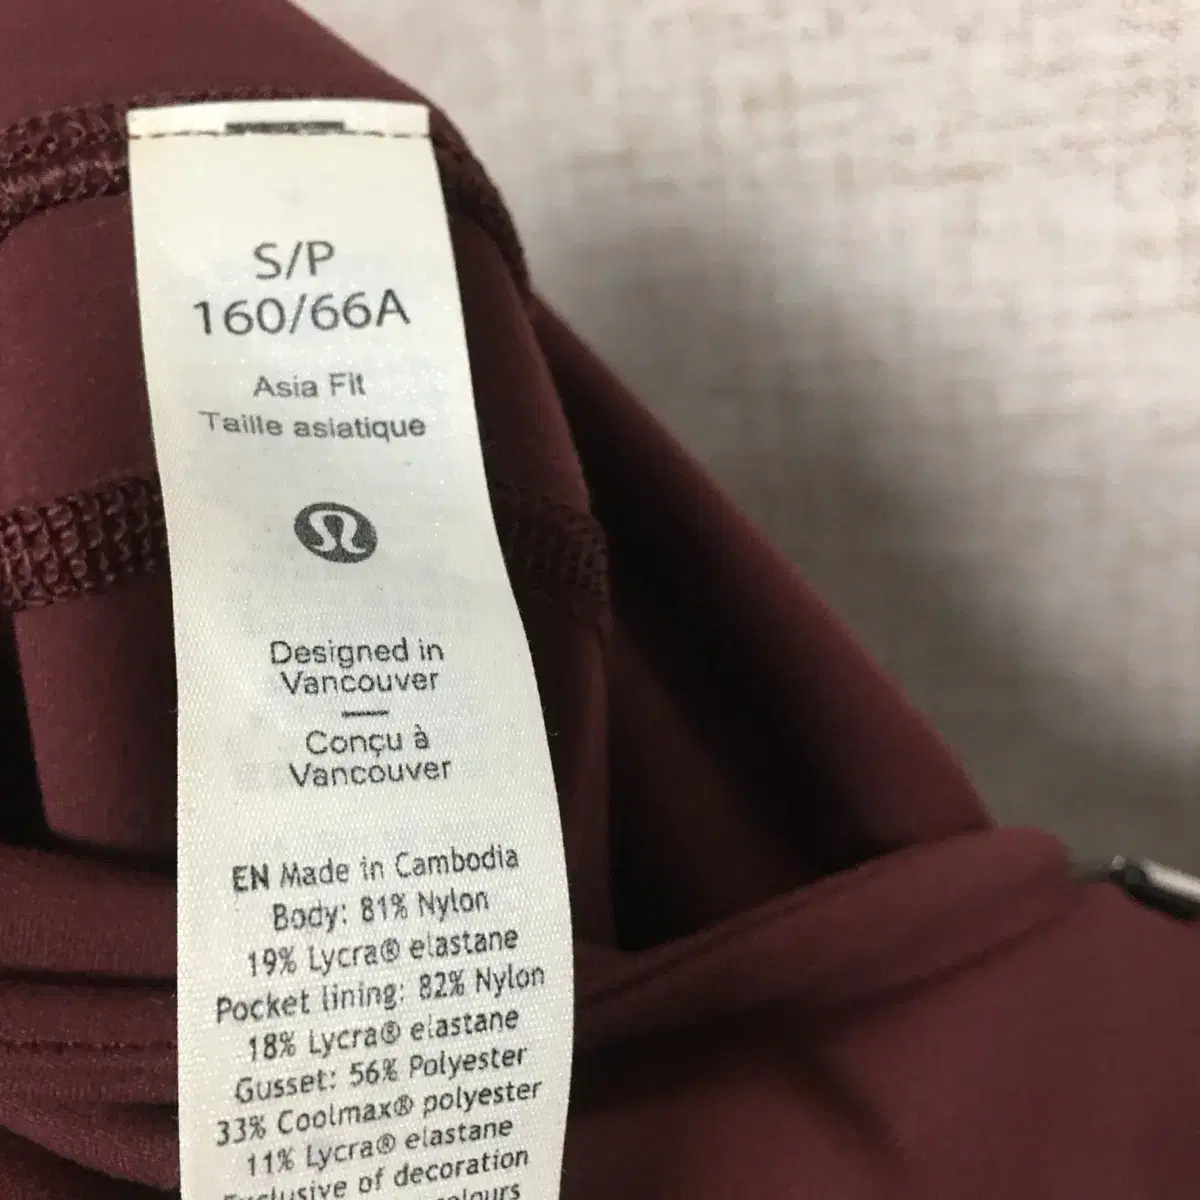 S/P
160/66A
Asia Fit
Taille asiatique
Designed in
Vancouver
Conçu à
Vancouver
EN Made in Cambodia
Body: 81% Nylon
19% Lycra® elastane
Pocket lining: 82% Nylon
18% Lycra® elastane
Gusset: 56% Polyester
33% Coolmax® polyester
11% Lycra® elastane
Exclusive of decoration
colours